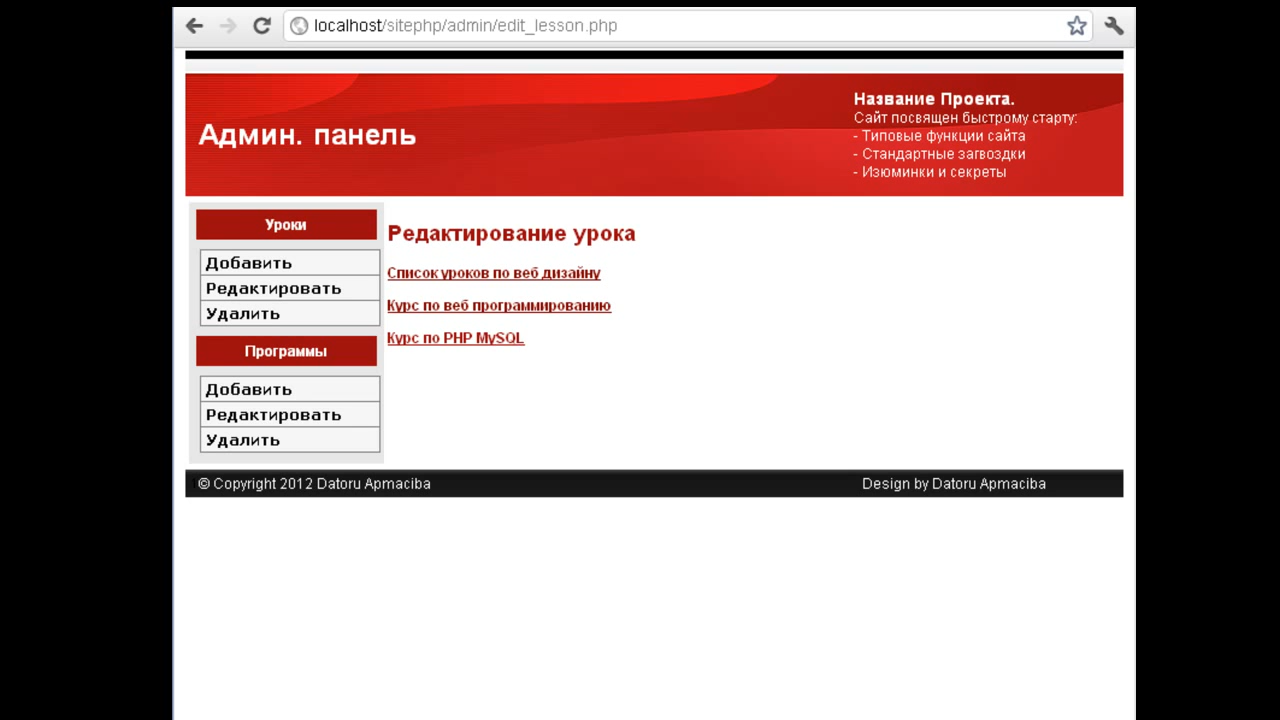 localhost/sitephp/admin/edit_lesson.php
Админ. панель
Название Проекта.
Сайт посвящен быстрому старту:
- Типовые функции сайта
- Стандартные загвоздки
- Изюминки и секреты
Уроки
Добавить
Редактировать
Удалить
Программы
Добавить
Редактировать
Удалить
Редактирование урока
Список уроков по веб дизайну
Курс по веб программированию
Курс по PHP MySQL
© Copyright 2012 Datoru Apmaciba
Design by Datoru Apmaciba